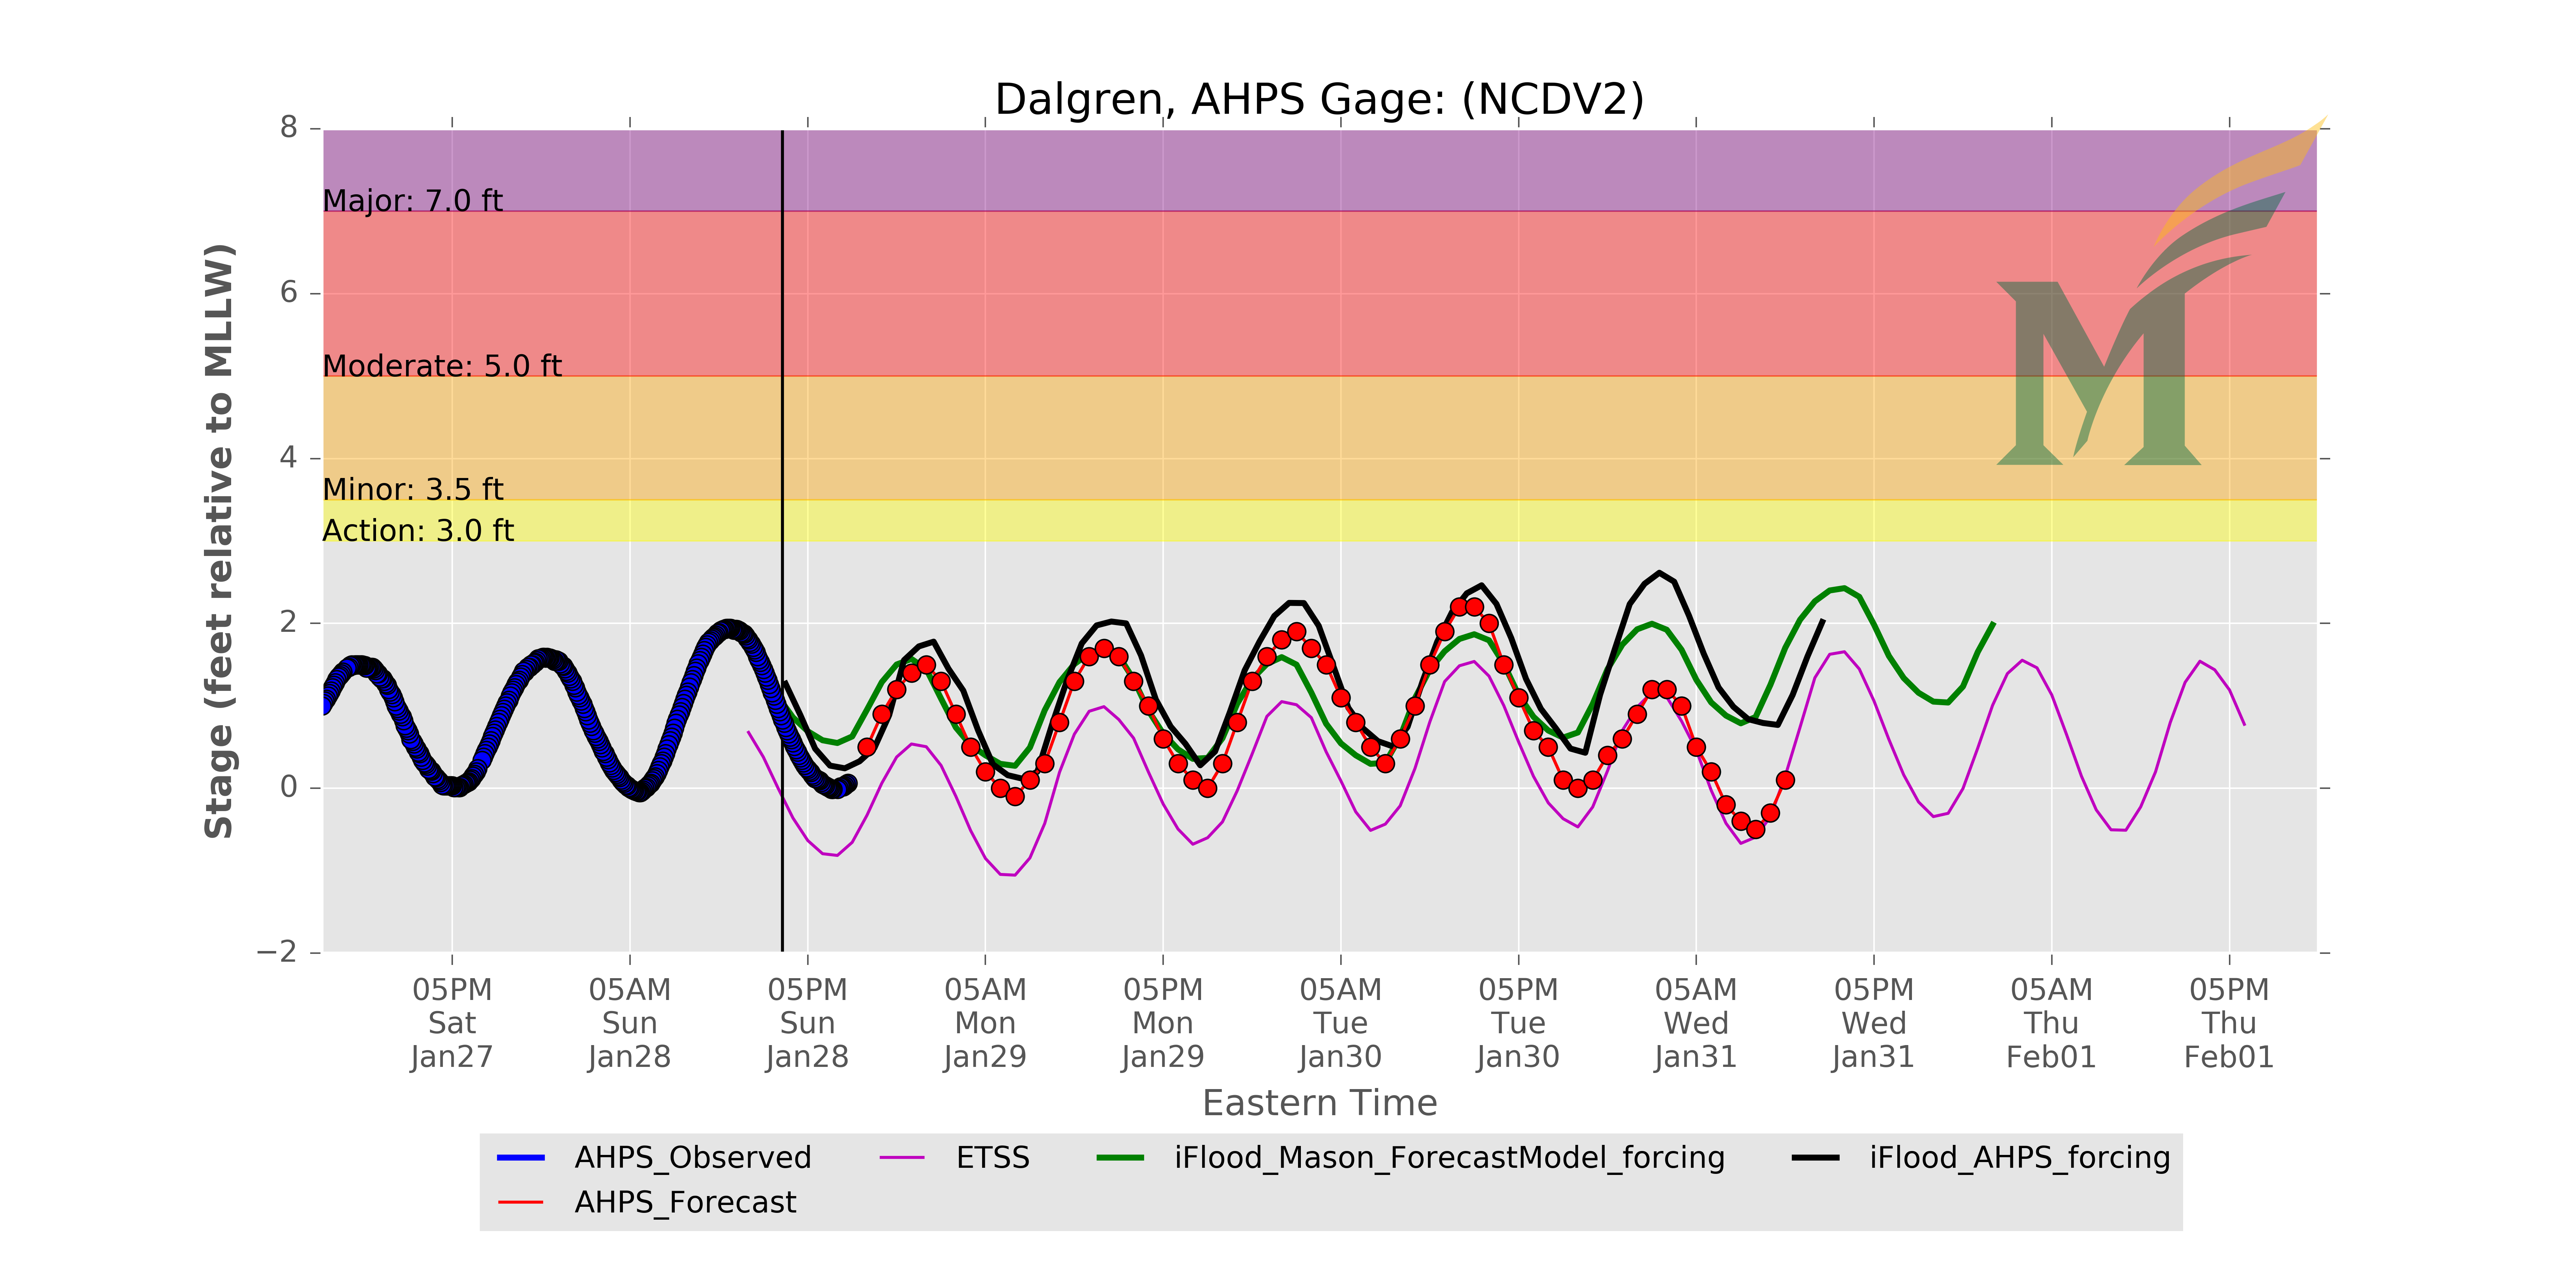 Dalgren, AHPS Gage: (NCDV2)
8
Major: 7.0 ft
6
Moderate: 5.0 ft
4
Minor: 3.5 ft
Action: 3.0 ft
2
0
−2
Stage (feet relative to MLLW)
M
05PM 05AM 05PM 05AM 05PM 05AM 05PM 05AM 05PM 05AM 05PM
Sat Sun Sun Mon Mon Tue Tue Wed Wed Thu Thu
Jan27 Jan28 Jan28 Jan29 Jan29 Jan30 Jan30 Jan31 Jan31 Feb01 Feb01
Eastern Time
AHPS_Observed ETSS iFlood_Mason_ForecastModel_forcing iFlood_AHPS_forcing
AHPS_Forecast